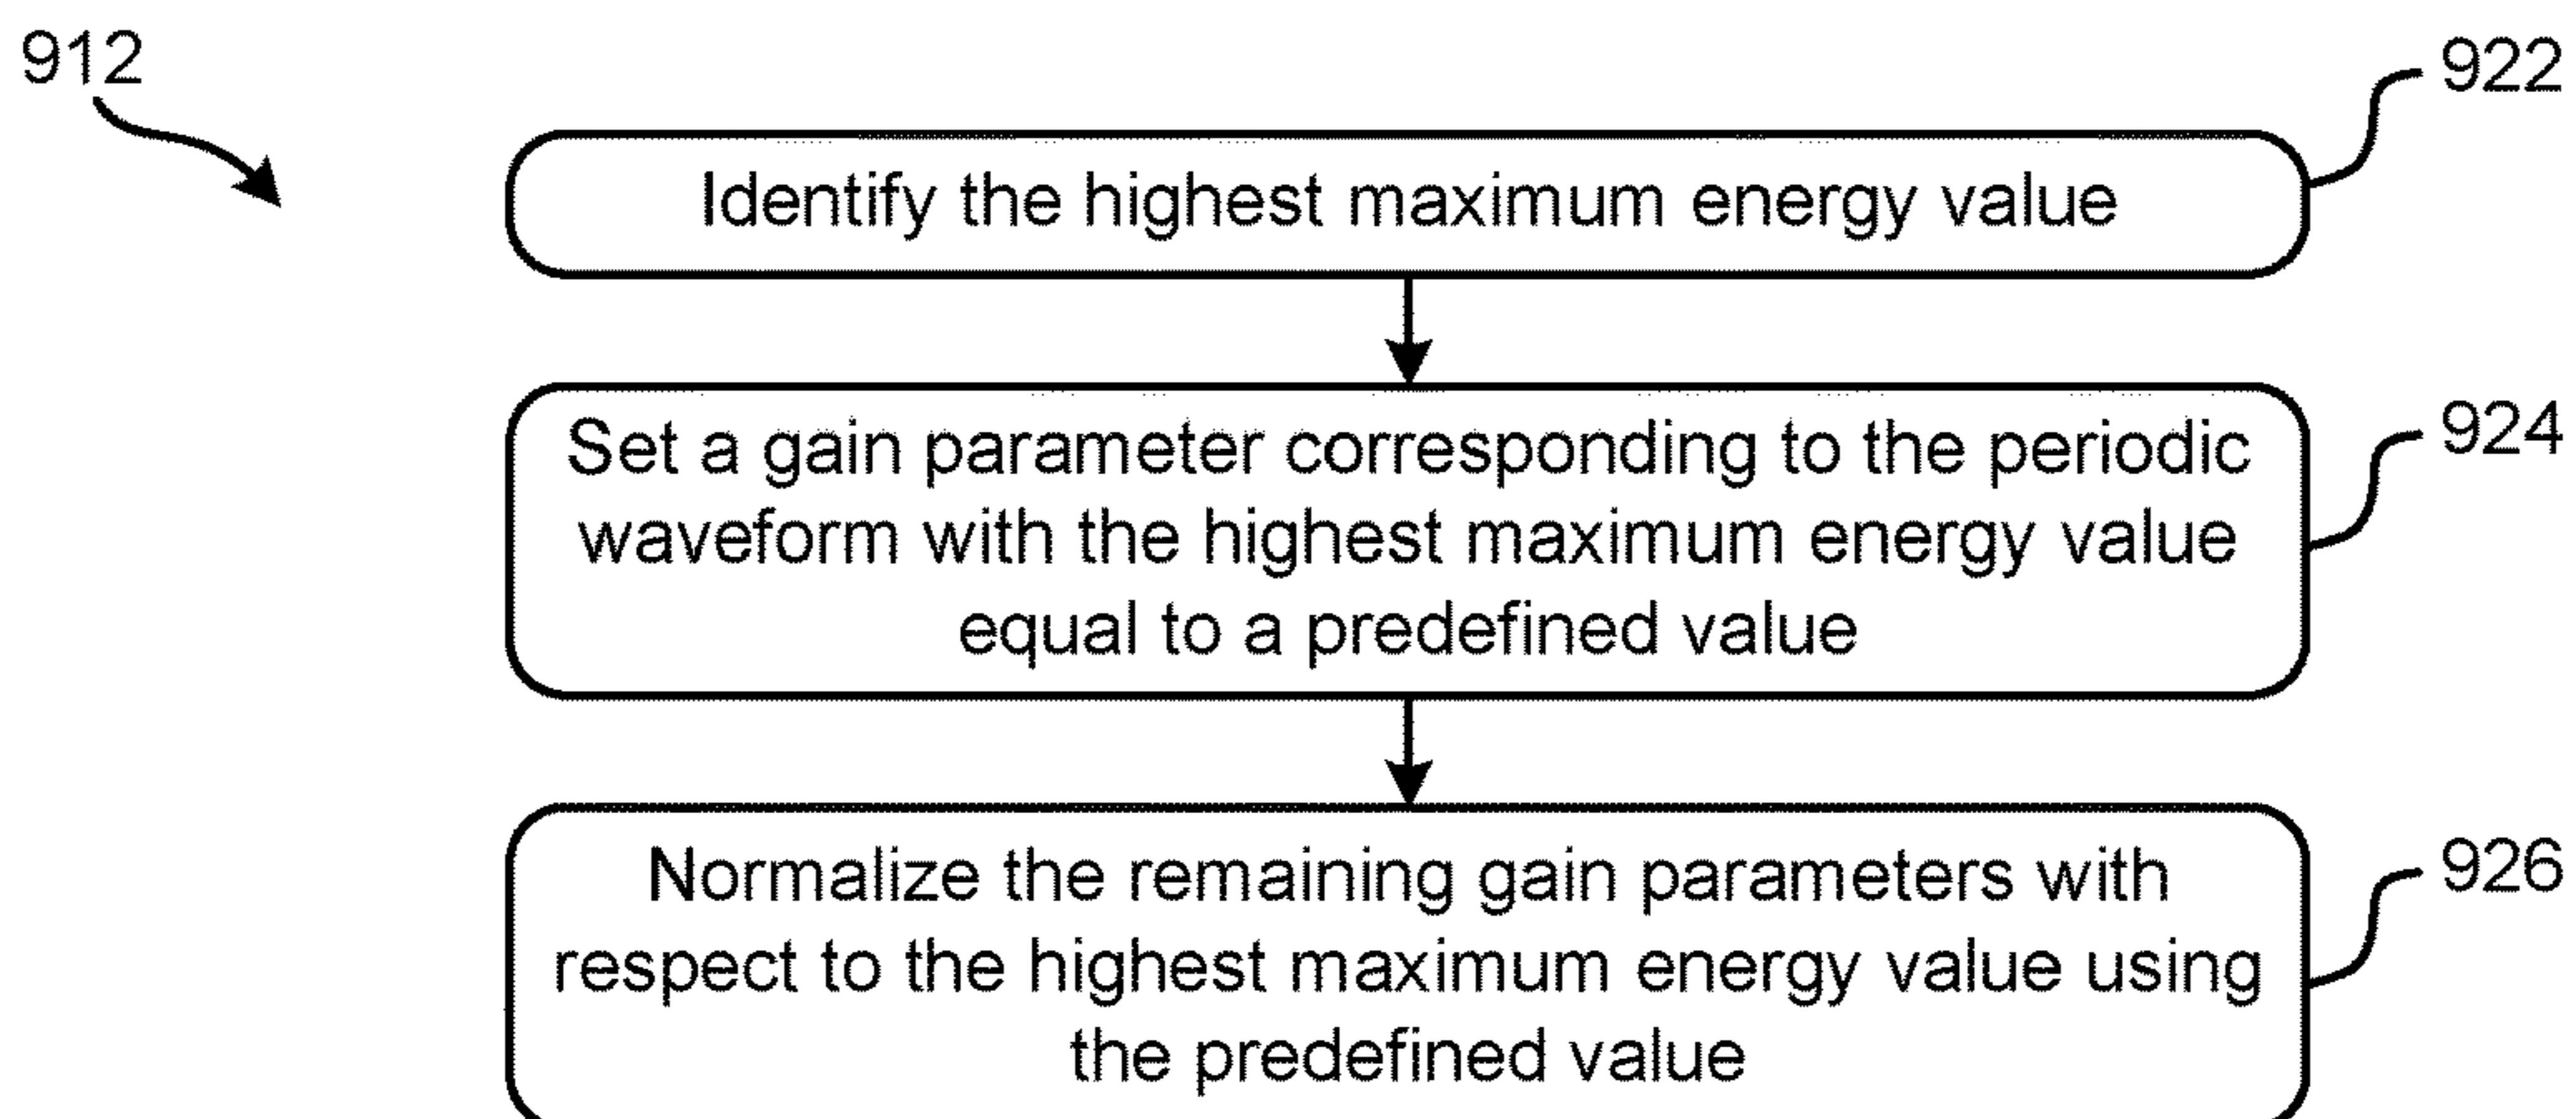 912
922
Identify the highest maximum energy value
924
Set a gain parameter corresponding to the periodic
waveform with the highest maximum energy value
equal to a predefined value
926
Normalize the remaining gain parameters with
respect to the highest maximum energy value using
the predefined value